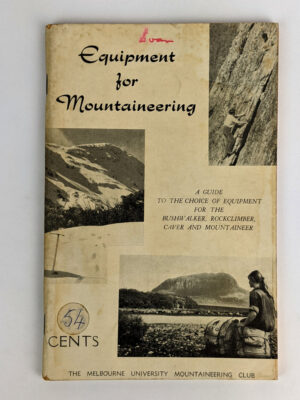 Equipment
for
Mountaineering
A GUIDE
TO THE CHOICE OF EQUIPMENT
FOR THE
BUSHWALKER, ROCKCLIMBER,
CAVER AND MOUNTAINEER
54
CENTS
THE MELBOURNE UNIVERSITY MOUNTAINEERING CLUB